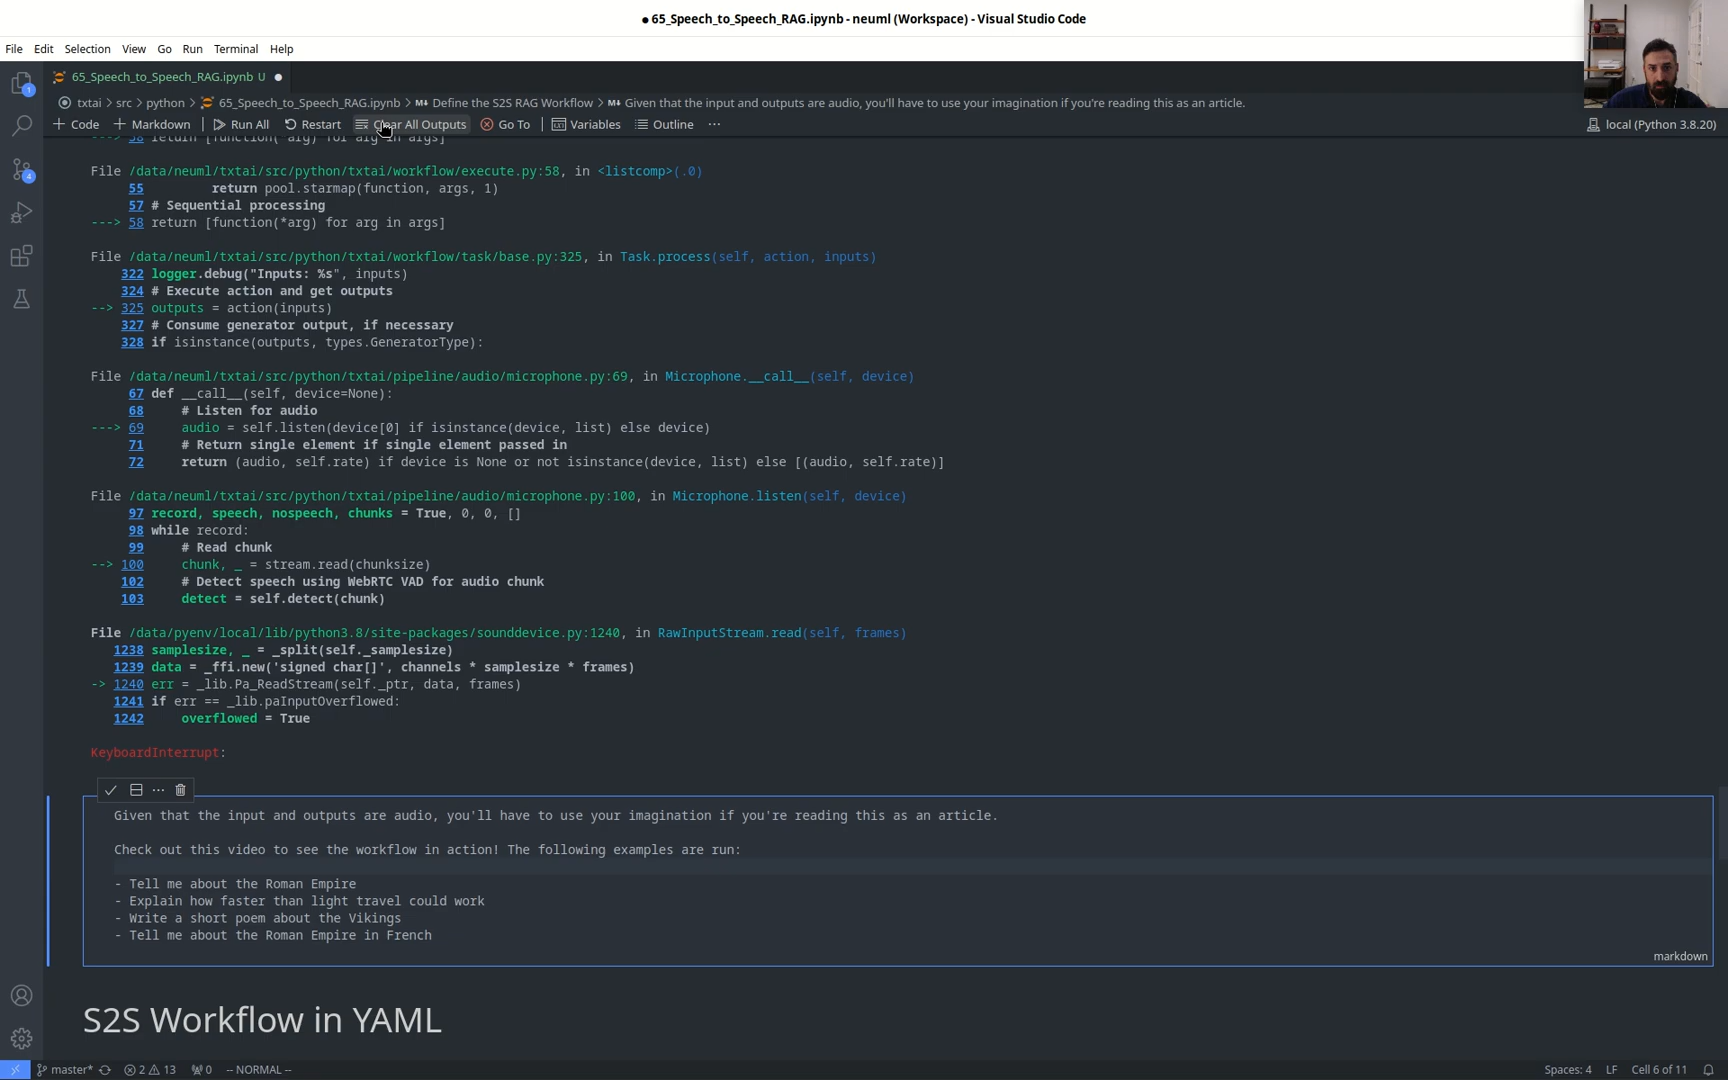 ● 65_Speech_to_Speech_RAG.ipynb - neuml (Workspace) - Visual Studio Code
File Edit Selection View Go Run Terminal Help
65_Speech_to_Speech_RAG.ipynb U ●
txtai > src > python > 65_Speech_to_Speech_RAG.ipynb > M↓ Define the S2S RAG Workflow > M↓ Given that the input and outputs are audio, you'll have to use your imagination if you're reading this as an article.
+ Code + Markdown Run All Restart Clear All Outputs Go To Variables Outline ··· local (Python 3.8.20)
---> 58 return [function(*arg) for arg in args]
File /data/neuml/txtai/src/python/txtai/workflow/execute.py:58, in <listcomp>(.0)
55 return pool.starmap(function, args, 1)
57 # Sequential processing
---> 58 return [function(*arg) for arg in args]
File /data/neuml/txtai/src/python/txtai/workflow/task/base.py:325, in Task.process(self, action, inputs)
322 logger.debug("Inputs: %s", inputs)
324 # Execute action and get outputs
--> 325 outputs = action(inputs)
327 # Consume generator output, if necessary
328 if isinstance(outputs, types.GeneratorType):
File /data/neuml/txtai/src/python/txtai/pipeline/audio/microphone.py:69, in Microphone.__call__(self, device)
67 def __call__(self, device=None):
68 # Listen for audio
---> 69 audio = self.listen(device[0] if isinstance(device, list) else device)
71 # Return single element if single element passed in
72 return (audio, self.rate) if device is None or not isinstance(device, list) else [(audio, self.rate)]
File /data/neuml/txtai/src/python/txtai/pipeline/audio/microphone.py:100, in Microphone.listen(self, device)
97 record, speech, nospeech, chunks = True, 0, 0, []
98 while record:
99 # Read chunk
--> 100 chunk, _ = stream.read(chunksize)
102 # Detect speech using WebRTC VAD for audio chunk
103 detect = self.detect(chunk)
File /data/pyenv/local/lib/python3.8/site-packages/sounddevice.py:1240, in RawInputStream.read(self, frames)
1238 samplesize, _ = _split(self._samplesize)
1239 data = _ffi.new('signed char[]', channels * samplesize * frames)
-> 1240 err = _lib.Pa_ReadStream(self._ptr, data, frames)
1241 if err == _lib.paInputOverflowed:
1242 overflowed = True
KeyboardInterrupt:
Given that the input and outputs are audio, you'll have to use your imagination if you're reading this as an article.
Check out this video to see the workflow in action! The following examples are run:
- Tell me about the Roman Empire
- Explain how faster than light travel could work
- Write a short poem about the Vikings
- Tell me about the Roman Empire in French
markdown
S2S Workflow in YAML
master* 2 13 0 -- NORMAL -- Spaces: 4 LF Cell 6 of 11